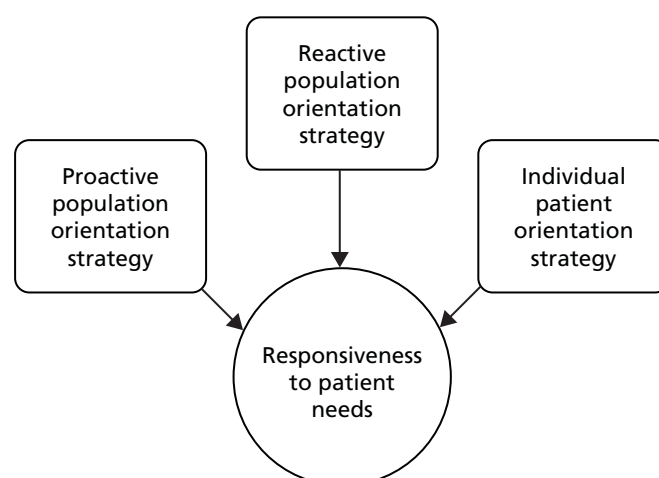 Reactive
population
orientation
strategy
Proactive
population
orientation
strategy
Individual
patient
orientation
strategy
Responsiveness
to patient
needs